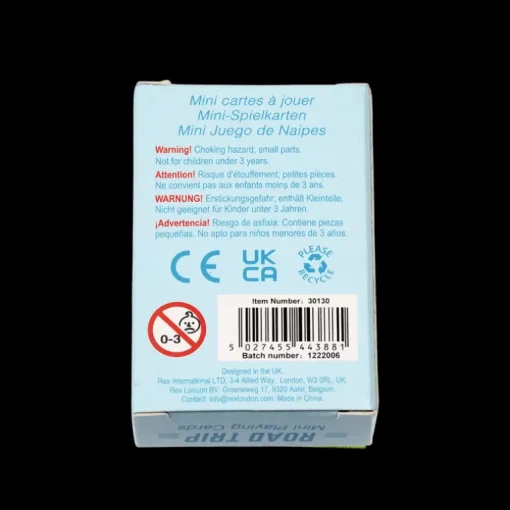 Mini cartes à jouer
Mini-Spielkarten
Mini Juego de Naipes
Warning! Choking hazard, small parts.
Not for children under 3 years.
Attention! Risque d'étouffement, petites pièces.
Ne convient pas aux enfants moins de 3 ans.
WARNUNG! Erstickungsgefahr; enthält Kleinteile.
Nicht geeignet für Kinder unter 3 Jahren.
¡Advertencia! Riesgo de asfixia: Contiene piezas
pequeñas. No apto para niños menores de 3 años.
CE
UK
CA
PLEASE
RECYCLE
0-3
Item Number: 30130
5 027455 443881
Batch number: 1222006
Designed in the UK.
Rex International LTD, 3-4 Allied Way, London, W3 0RL, UK.
Rex London BV: Groeneweg 17, 9320 Aalst, Belgium.
Contact: info@rexlondon.com Made in China.
ROAD TRIP
Mini Playing Cards